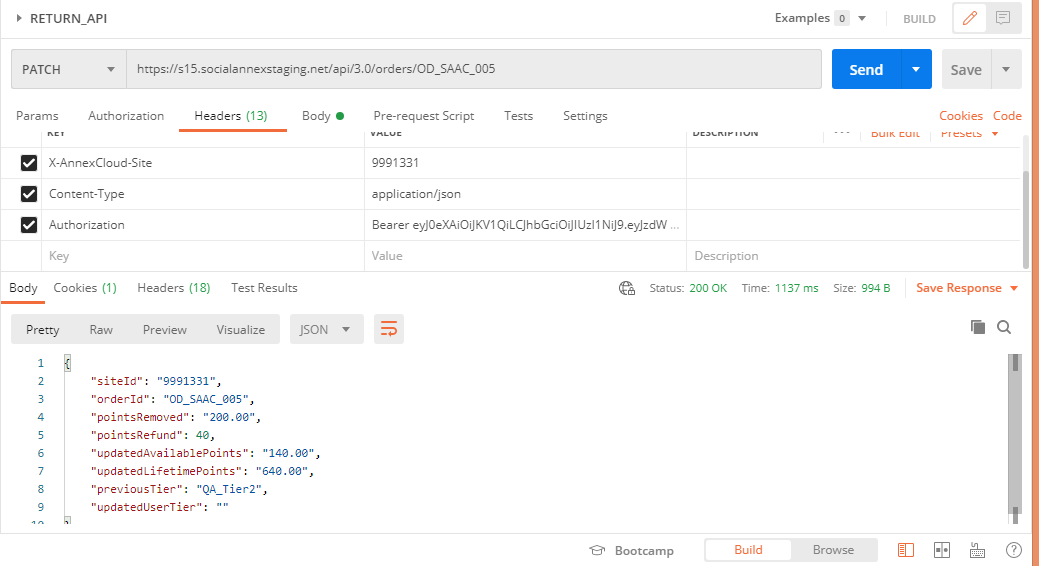 RETURN_API
Examples 0 BUILD
PATCH https://s15.socialannexstaging.net/api/3.0/orders/OD_SAAC_005 Send Save
Params Authorization Headers (13) Body Pre-request Script Tests Settings Cookies Code
KEY VALUE DESCRIPTION ... Bulk Edit Presets
X-AnnexCloud-Site 9991331
Content-Type application/json
Authorization Bearer eyJ0eXAiOiJKV1QiLCJhbGciOiJIUzI1NiJ9.eyJzdW ...
Key Value Description
Body Cookies (1) Headers (18) Test Results Status: 200 OK Time: 1137 ms Size: 994 B Save Response
Pretty Raw Preview Visualize JSON
1 {
2 "siteId": "9991331",
3 "orderId": "OD_SAAC_005",
4 "pointsRemoved": "200.00",
5 "pointsRefund": 40,
6 "updatedAvailablePoints": "140.00",
7 "updatedLifetimePoints": "640.00",
8 "previousTier": "QA_Tier2",
9 "updatedUserTier": ""
10 }
Bootcamp Build Browse ?